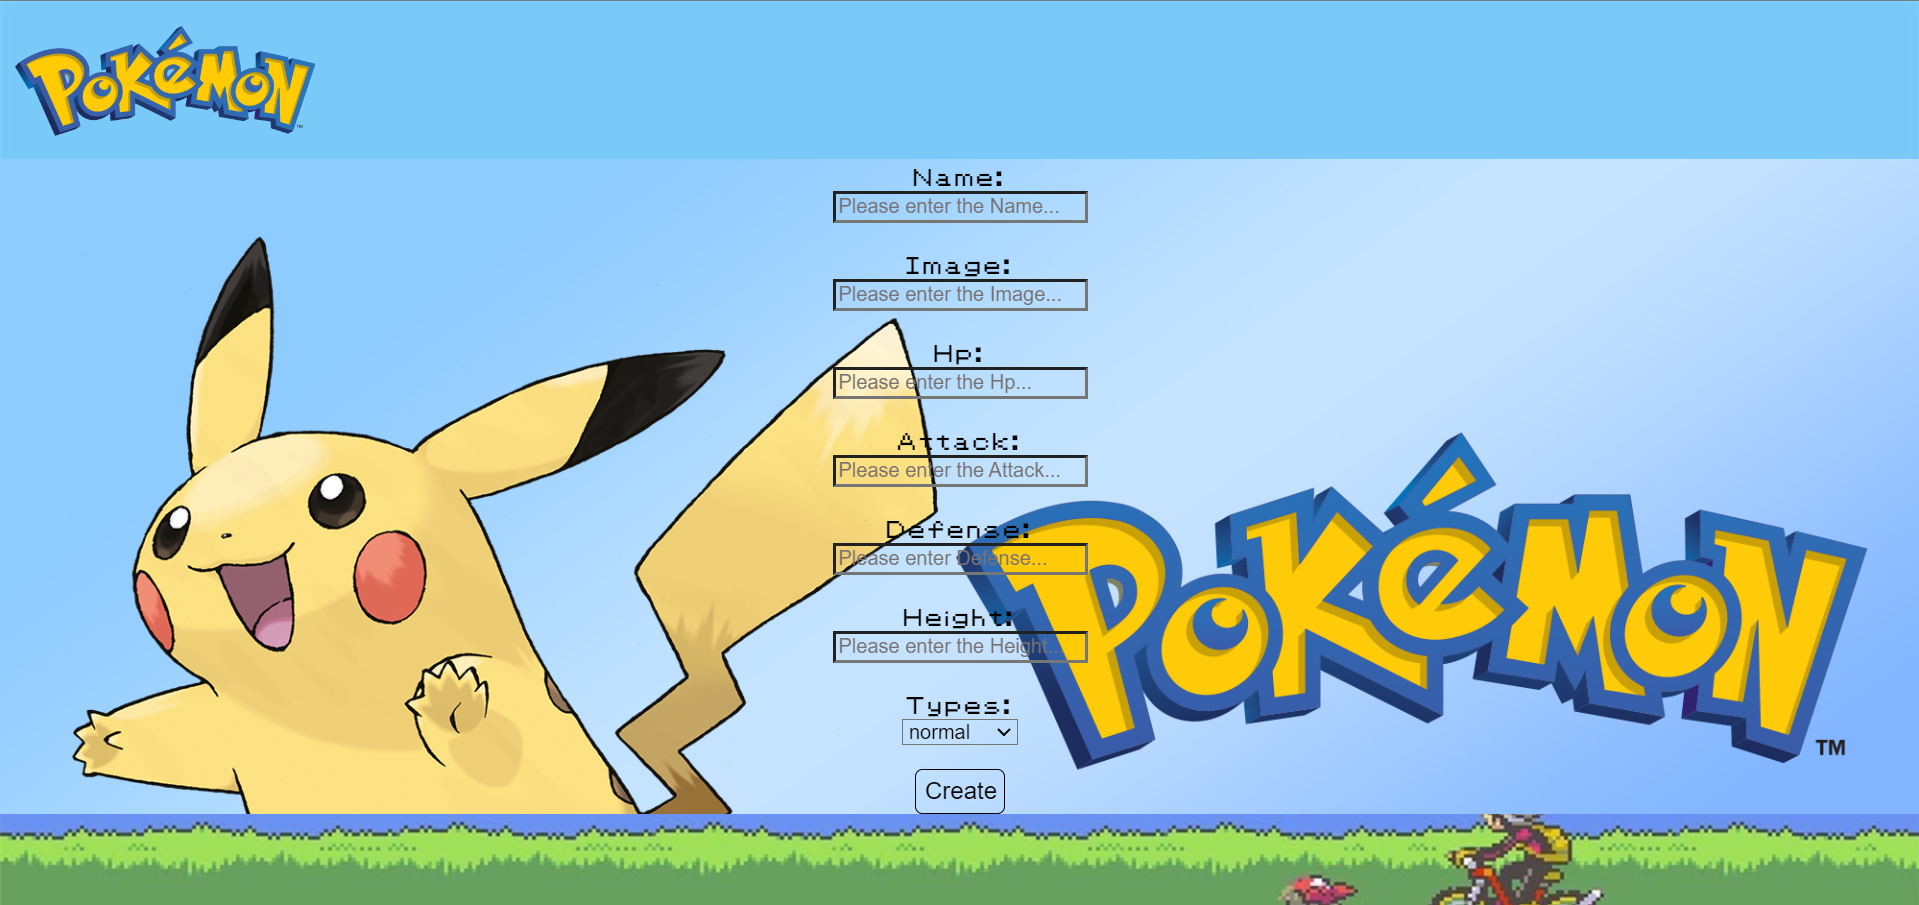 POKéMON
™
Name:
Please enter the Name...
Image:
Please enter the Image...
Hp:
Please enter the Hp...
Attack:
Please enter the Attack...
Defense:
Please enter Defense...
Height:
Please enter the Height...
Types:
normal
Create
POKéMON
TM